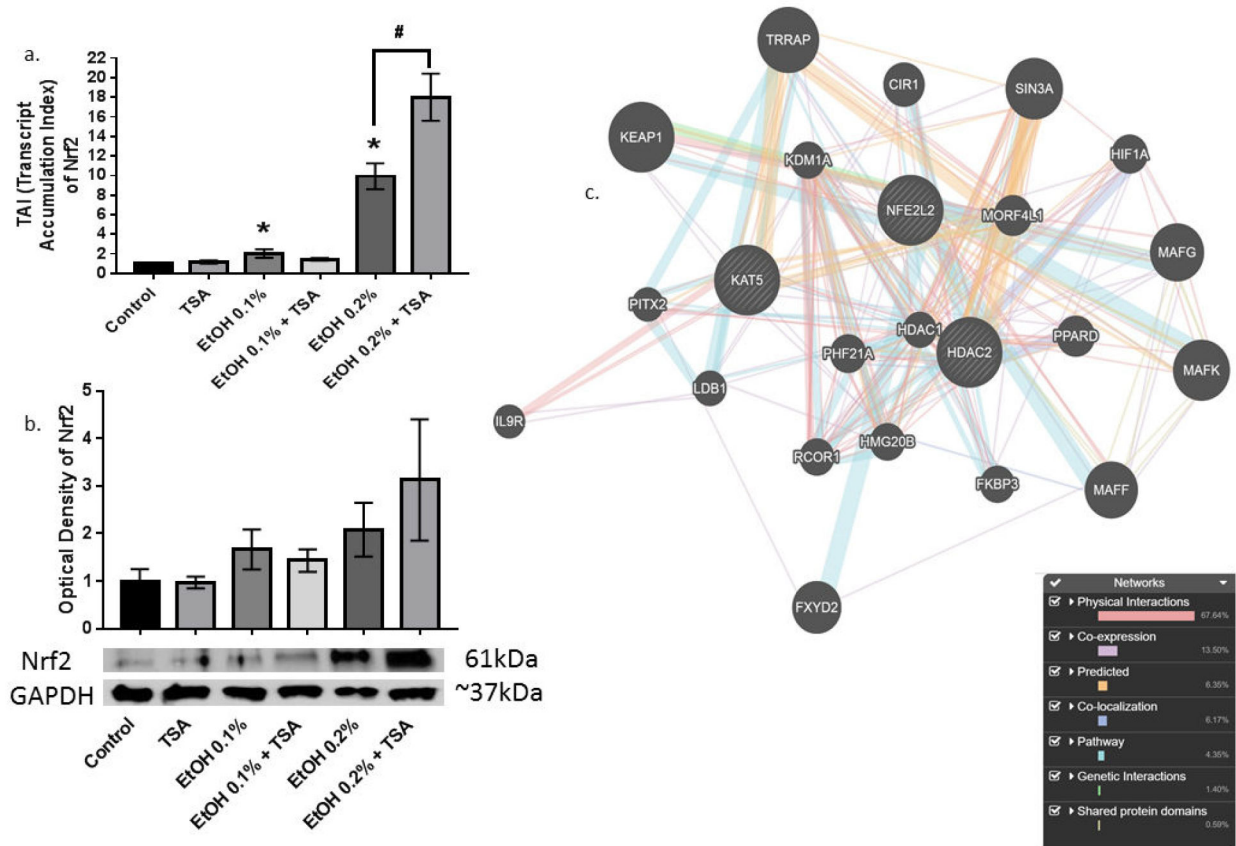 a.
#
TAI (Transcript
Accumulation Index)
of Nrf2
22
20
18
16
14
12
10
8
6
4
2
0
*
*
Control
TSA
EtOH 0.1%
EtOH 0.1% + TSA
EtOH 0.2%
EtOH 0.2% + TSA
b.
Optical Density of Nrf2
5
4
3
2
1
0
Nrf2
61kDa
GAPDH
~37kDa
Control
TSA
EtOH 0.1%
EtOH 0.1% + TSA
EtOH 0.2%
EtOH 0.2% + TSA
c.
TRRAP
CIR1
SIN3A
KEAP1
KDM1A
HIF1A
NFE2L2
MORF4L1
MAFG
KAT5
PITX2
HDAC1
PPARD
PHF21A
HDAC2
MAFK
LDB1
IL9R
HMG20B
RCOR1
FKBP3
MAFF
FXYD2
Networks
Physical Interactions
67.64%
Co-expression
13.50%
Predicted
6.35%
Co-localization
6.17%
Pathway
4.35%
Genetic Interactions
1.40%
Shared protein domains
0.59%